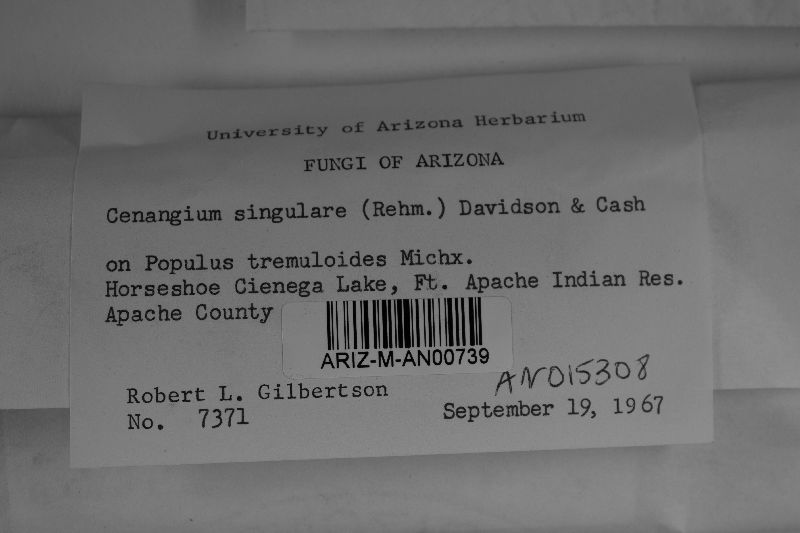 University of Arizona Herbarium
FUNGI OF ARIZONA
Cenangium singulare (Rehm.) Davidson & Cash
on Populus tremuloides Michx.
Horseshoe Cienega Lake, Ft. Apache Indian Res.
Apache County
ARIZ-M-AN00739
AN015308
Robert L. Gilbertson
No. 7371
September 19, 1967